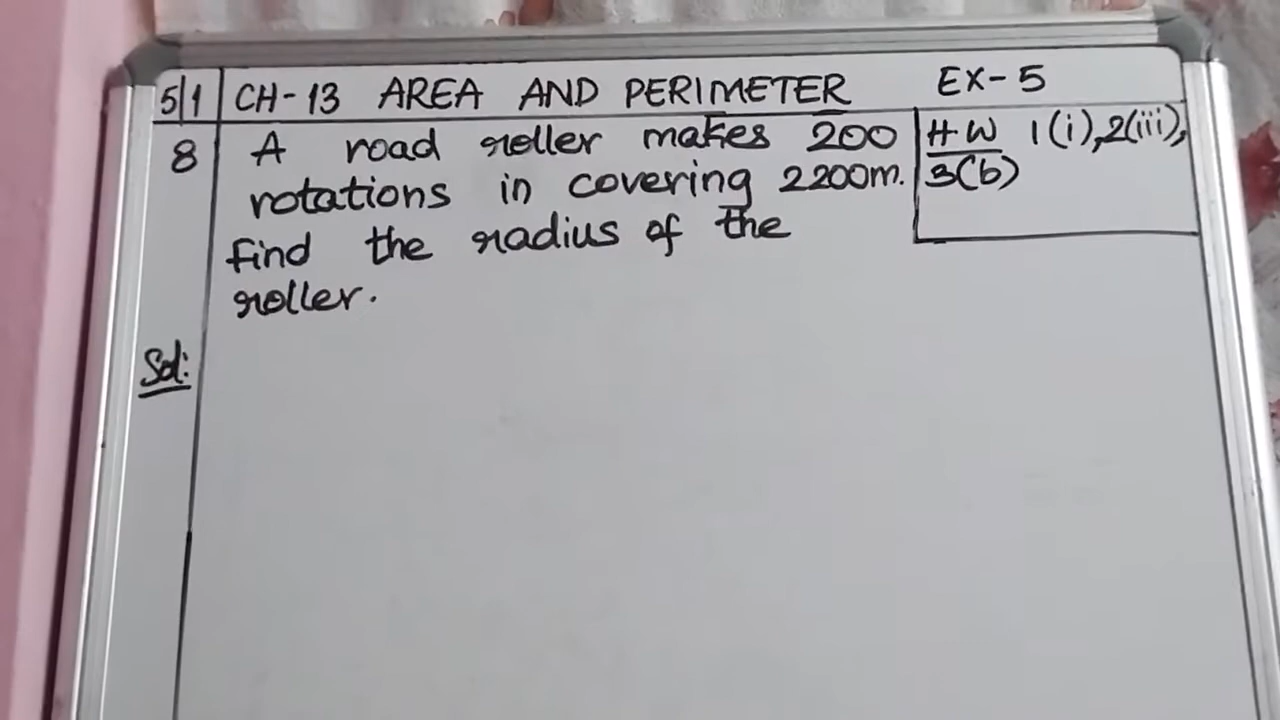 5|1 CH-13 AREA AND PERIMETER EX-5
8 A road roller makes 200
rotations in covering 2200m.
find the radius of the
roller.
HW 1(i),2(iii),
3(b)
Sol: